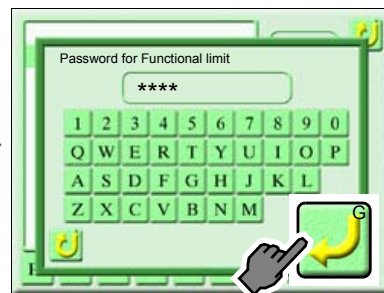 Password for Functional limit
****
1 2 3 4 5 6 7 8 9 0
Q W E R T Y U I O P
A S D F G H J K L
Z X C V B N M
G